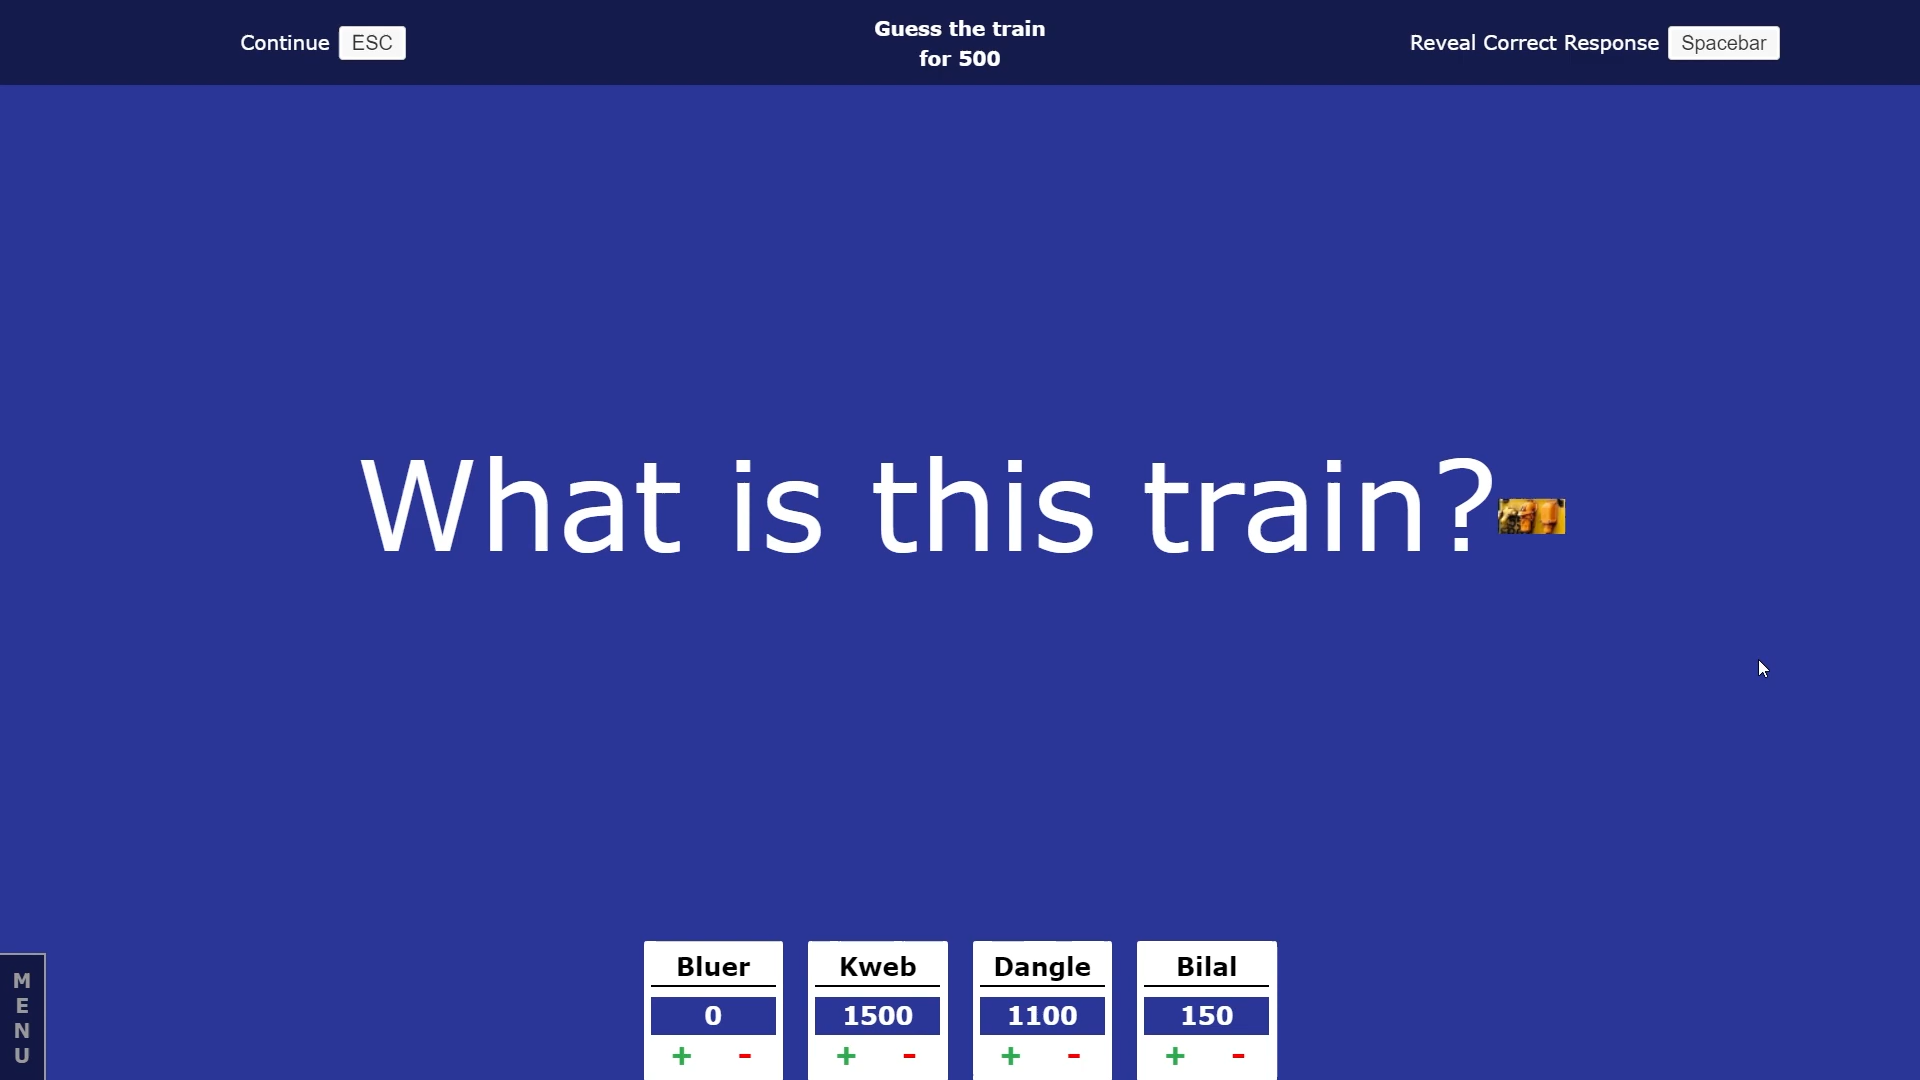 Continue ESC
Guess the train
for 500
Reveal Correct Response Spacebar
What is this train?
Bluer
0
+ -
Kweb
1500
+ -
Dangle
1100
+ -
Bilal
150
+ -
MENU